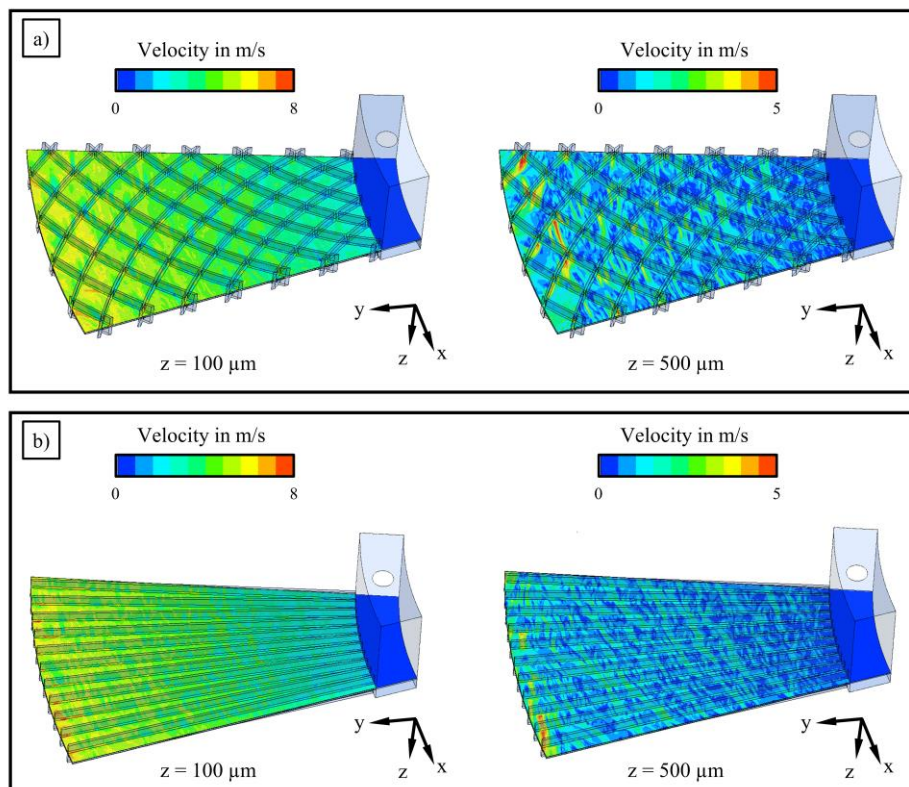 a)
Velocity in m/s
0 8
Velocity in m/s
0 5
y
z
x
z = 100 µm
y
z
x
z = 500 µm
b)
Velocity in m/s
0 8
Velocity in m/s
0 5
y
z
x
z = 100 µm
y
z
x
z = 500 µm